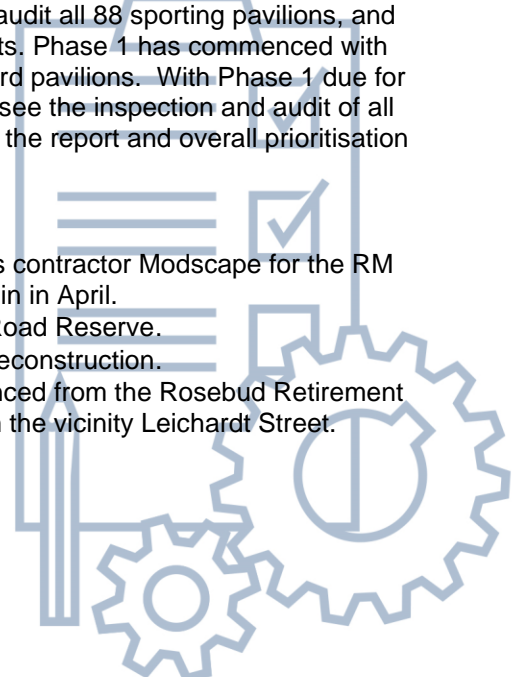 audit all 88 sporting pavilions, and
ts. Phase 1 has commenced with
rd pavilions.  With Phase 1 due for
see the inspection and audit of all
the report and overall prioritisation
s contractor Modscape for the RM
in in April.
Road Reserve.
econstruction.
nced from the Rosebud Retirement
n the vicinity Leichardt Street.